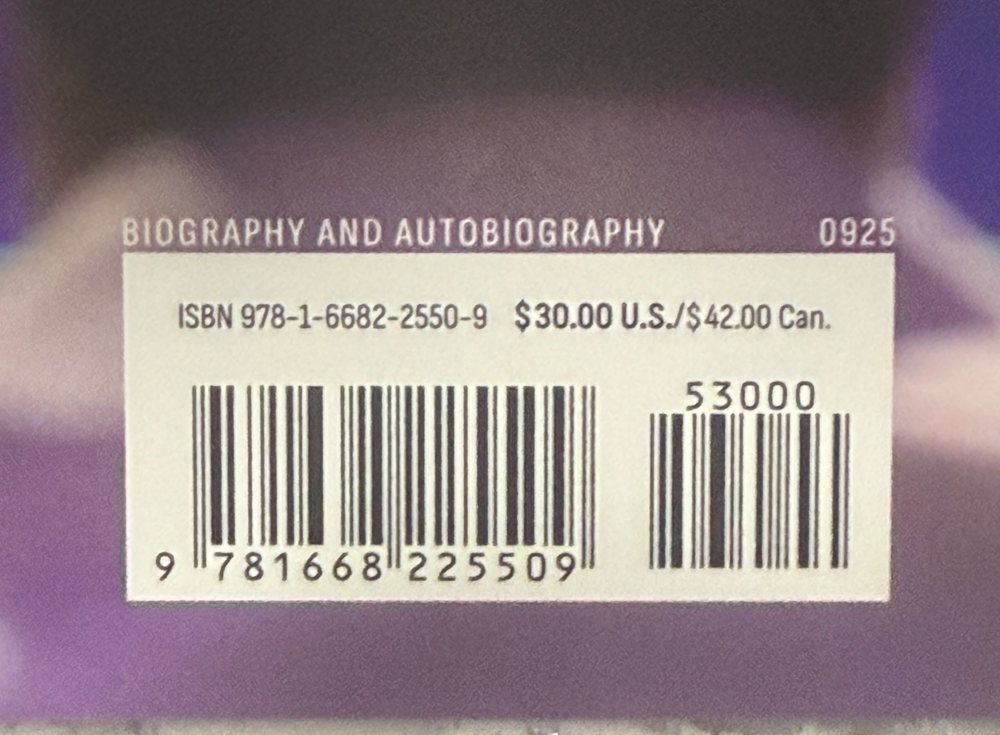 BIOGRAPHY AND AUTOBIOGRAPHY 0925
ISBN 978-1-6682-2550-9 $30.00 U.S./$42.00 Can.
53000
9 781668 225509